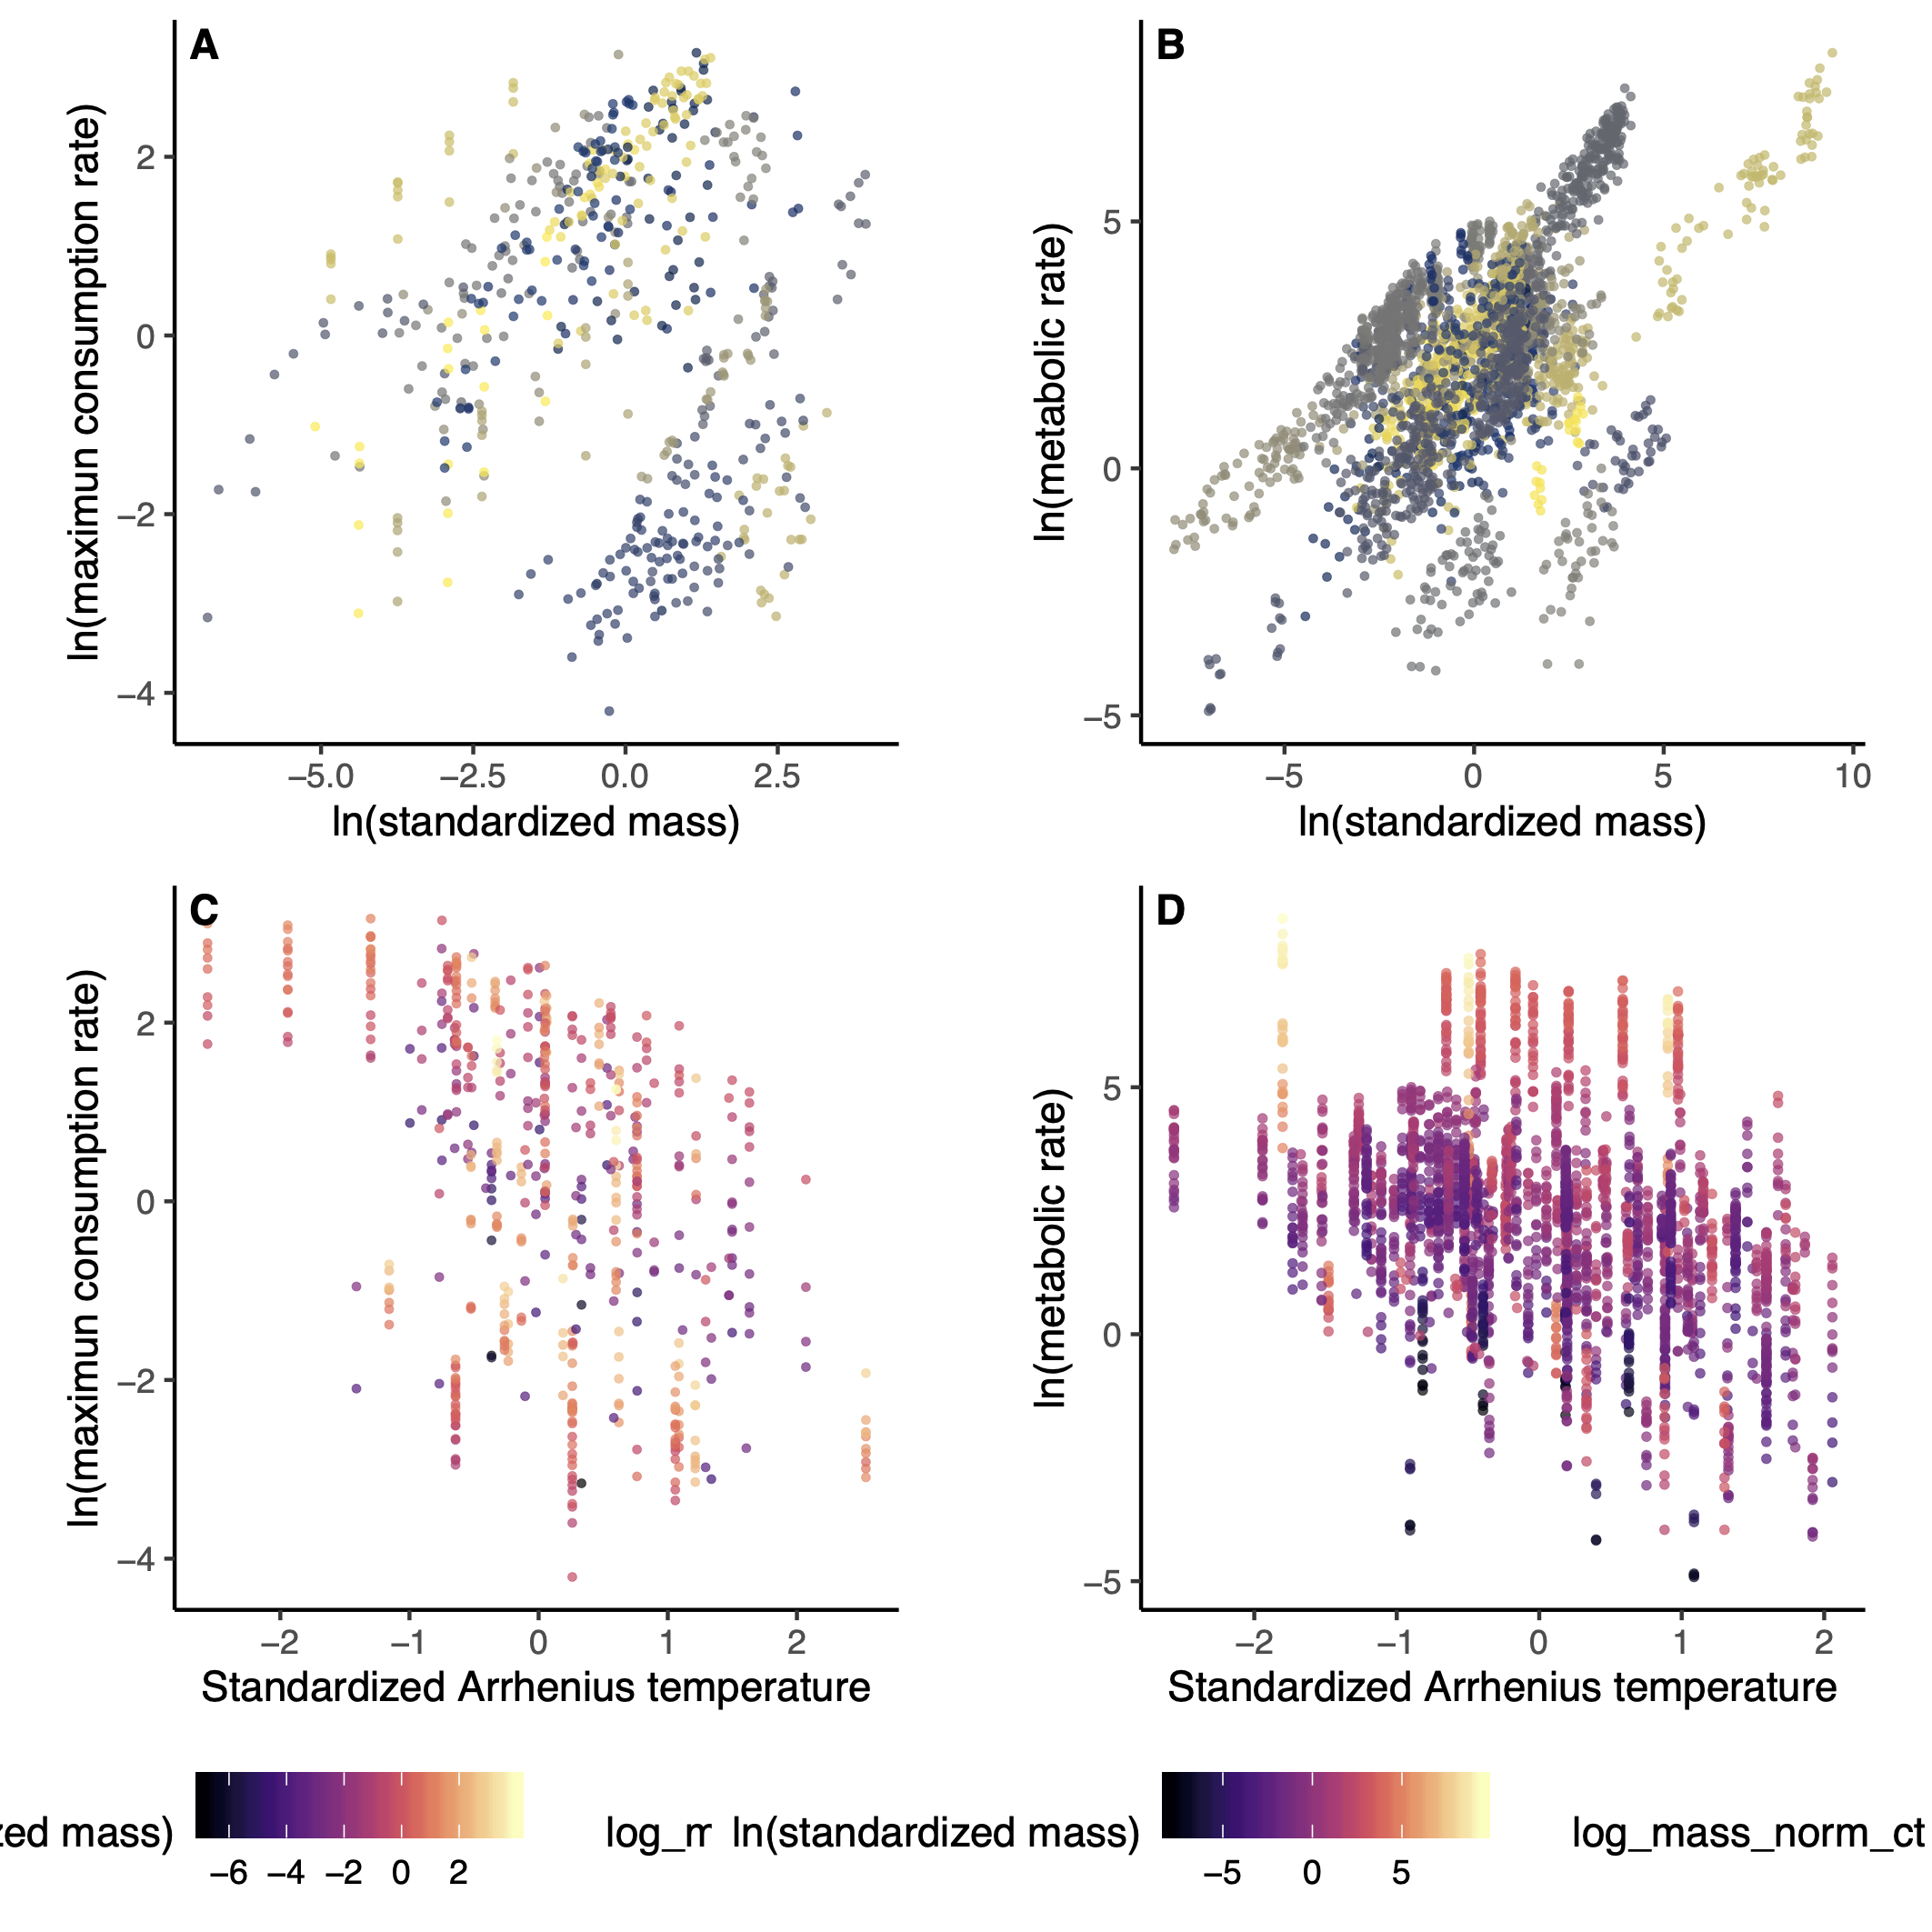 A
B
ln(maximun consumption rate)
2
0
−2
−4
−5.0 −2.5 0.0 2.5
ln(standardized mass)
ln(metabolic rate)
5
0
−5
−5 0 5 10
ln(standardized mass)
C
D
ln(maximun consumption rate)
2
0
−2
−4
−2 −1 0 1 2
Standardized Arrhenius temperature
ln(metabolic rate)
5
0
−5
−2 −1 0 1 2
Standardized Arrhenius temperature
zed mass)
−6 −4 −2 0 2
log_m
ln(standardized mass)
−5 0 5
log_mass_norm_ct